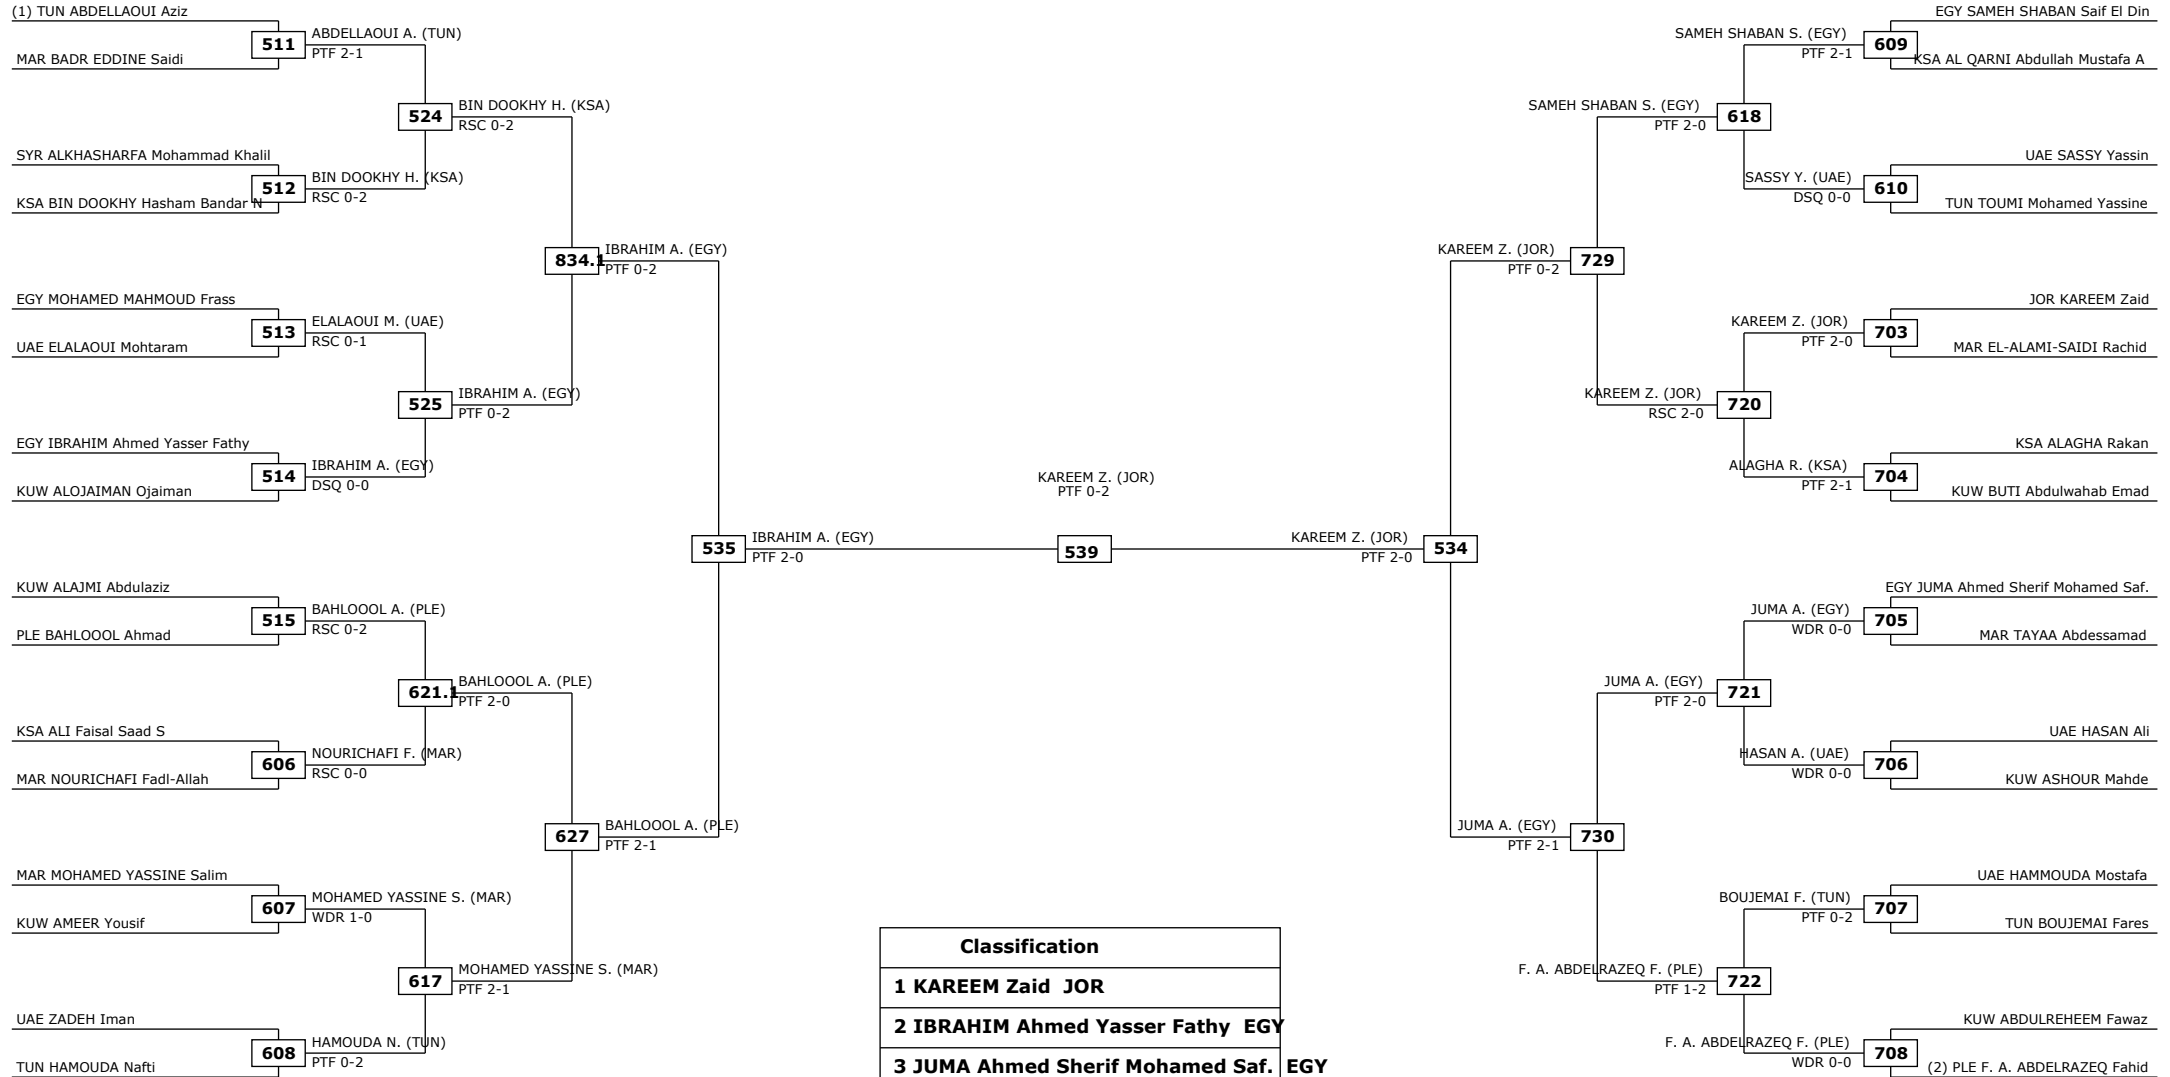 (1) TUN ABDELLAOUI Aziz
511
ABDELLAOUI A. (TUN)
PTF 2-1
MAR BADR EDDINE Saidi
524
BIN DOOKHY H. (KSA)
RSC 0-2
SYR ALKHASHARFA Mohammad Khalil
512
BIN DOOKHY H. (KSA)
RSC 0-2
KSA BIN DOOKHY Hasham Bandar N
834.1
IBRAHIM A. (EGY)
PTF 0-2
EGY MOHAMED MAHMOUD Frass
513
ELALAOUI M. (UAE)
RSC 0-1
UAE ELALAOUI Mohtaram
525
IBRAHIM A. (EGY)
PTF 0-2
EGY IBRAHIM Ahmed Yasser Fathy
514
IBRAHIM A. (EGY)
DSQ 0-0
KUW ALOJAIMAN Ojaiman
535
IBRAHIM A. (EGY)
PTF 2-0
KUW ALAJMI Abdulaziz
515
BAHLOOOL A. (PLE)
RSC 0-2
PLE BAHLOOOL Ahmad
621.1
BAHLOOOL A. (PLE)
PTF 2-0
KSA ALI Faisal Saad S
606
NOURICHAFI F. (MAR)
RSC 0-0
MAR NOURICHAFI Fadl-Allah
627
BAHLOOOL A. (PLE)
PTF 2-1
MAR MOHAMED YASSINE Salim
607
MOHAMED YASSINE S. (MAR)
WDR 1-0
KUW AMEER Yousif
617
MOHAMED YASSINE S. (MAR)
PTF 2-1
UAE ZADEH Iman
608
HAMOUDA N. (TUN)
PTF 0-2
TUN HAMOUDA Nafti
KAREEM Z. (JOR)
PTF 0-2
539
Classification
1 KAREEM Zaid JOR
2 IBRAHIM Ahmed Yasser Fathy EGY
3 JUMA Ahmed Sherif Mohamed Saf. EGY
EGY SAMEH SHABAN Saif El Din
SAMEH SHABAN S. (EGY)
PTF 2-1
609
KSA AL QARNI Abdullah Mustafa A
SAMEH SHABAN S. (EGY)
PTF 2-0
618
UAE SASSY Yassin
SASSY Y. (UAE)
DSQ 0-0
610
TUN TOUMI Mohamed Yassine
KAREEM Z. (JOR)
PTF 0-2
729
JOR KAREEM Zaid
KAREEM Z. (JOR)
PTF 2-0
703
MAR EL-ALAMI-SAIDI Rachid
KAREEM Z. (JOR)
RSC 2-0
720
KSA ALAGHA Rakan
ALAGHA R. (KSA)
PTF 2-1
704
KUW BUTI Abdulwahab Emad
KAREEM Z. (JOR)
PTF 2-0
534
EGY JUMA Ahmed Sherif Mohamed Saf.
JUMA A. (EGY)
WDR 0-0
705
MAR TAYAA Abdessamad
JUMA A. (EGY)
PTF 2-0
721
UAE HASAN Ali
HASAN A. (UAE)
WDR 0-0
706
KUW ASHOUR Mahde
JUMA A. (EGY)
PTF 2-1
730
UAE HAMMOUDA Mostafa
BOUJEMAI F. (TUN)
PTF 0-2
707
TUN BOUJEMAI Fares
F. A. ABDELRAZEQ F. (PLE)
PTF 1-2
722
KUW ABDULREHEEM Fawaz
F. A. ABDELRAZEQ F. (PLE)
WDR 0-0
708
(2) PLE F. A. ABDELRAZEQ Fahid